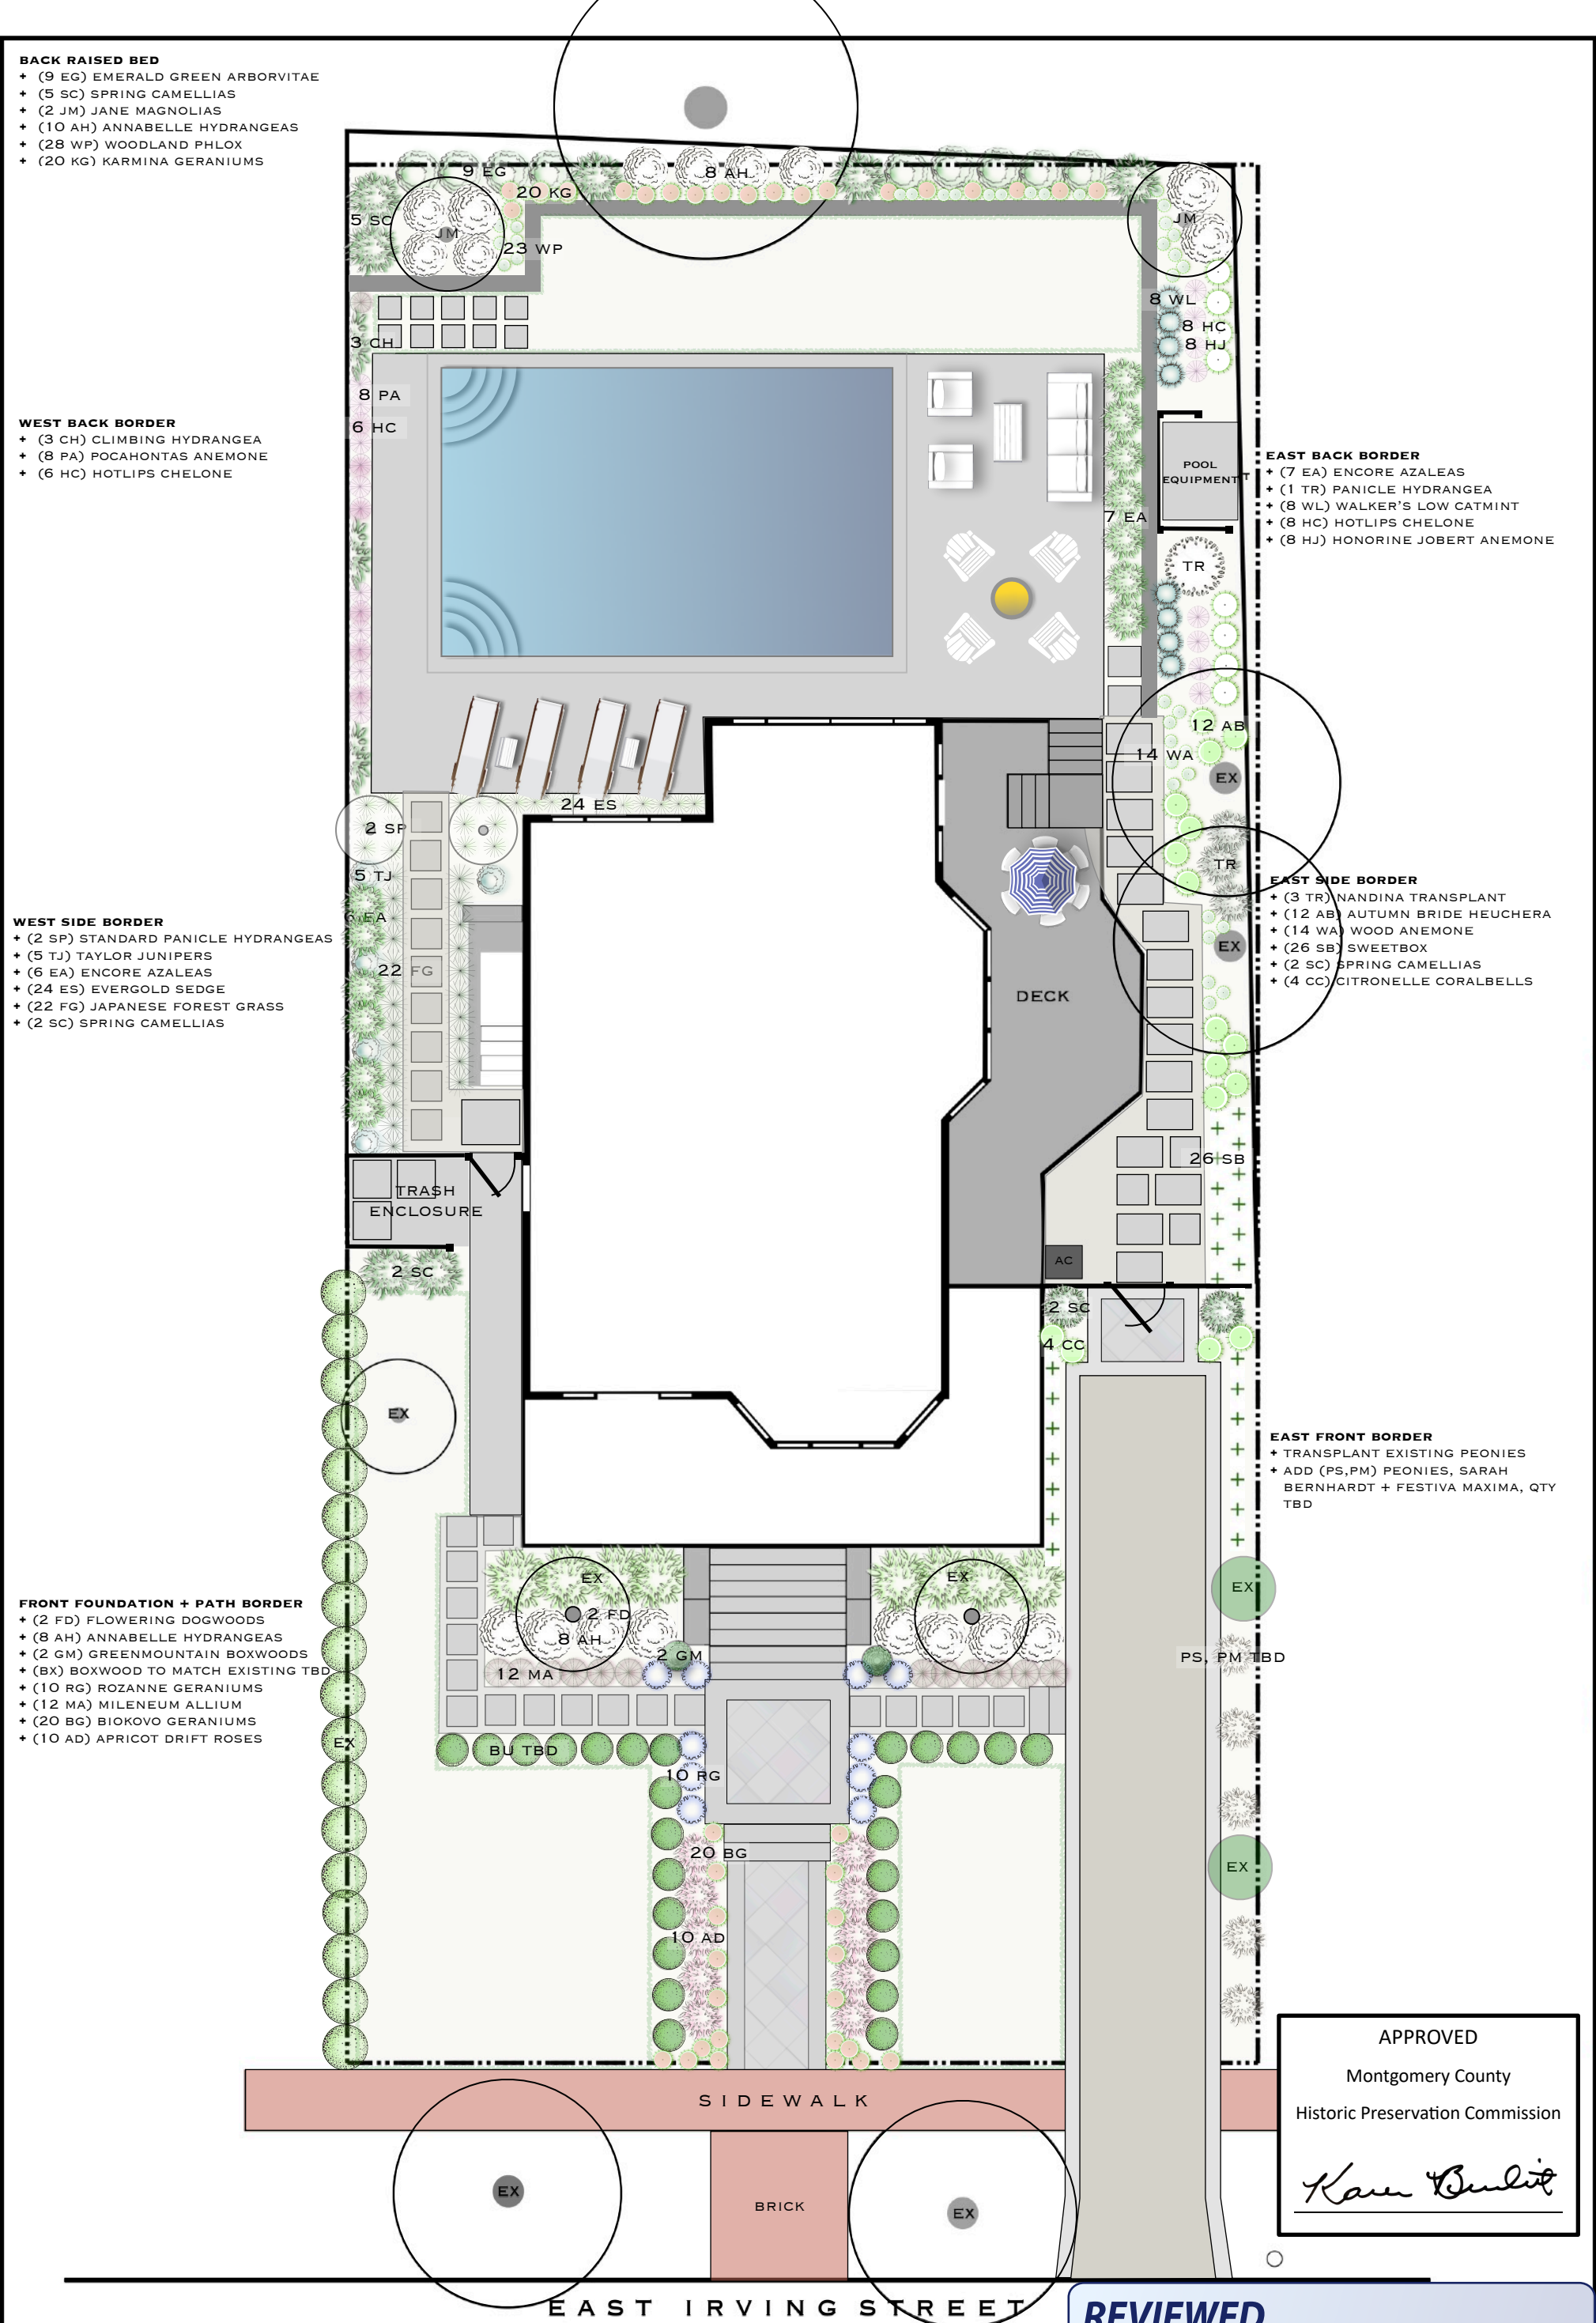 BACK RAISED BED
+ (9 EG) EMERALD GREEN ARBORVITAE
+ (5 SC) SPRING CAMELLIAS
+ (2 JM) JANE MAGNOLIAS
+ (10 AH) ANNABELLE HYDRANGEAS
+ (28 WP) WOODLAND PHLOX
+ (20 KG) KARMINA GERANIUMS
9 EG
8 AH
20 KG
5 SC
JM
JM
23 WP
8 WL
8 HC
8 HJ
3 CH
8 PA
6 HC
WEST BACK BORDER
+ (3 CH) CLIMBING HYDRANGEA
+ (8 PA) POCAHONTAS ANEMONE
+ (6 HC) HOTLIPS CHELONE
POOL
EQUIPMENT
T
7 EA
TR
EAST BACK BORDER
+ (7 EA) ENCORE AZALEAS
+ (1 TR) PANICLE HYDRANGEA
+ (8 WL) WALKER'S LOW CATMINT
+ (8 HC) HOTLIPS CHELONE
+ (8 HJ) HONORINE JOBERT ANEMONE
12 AB
14 WA
EX
24 ES
2 SP
5 TJ
6 EA
22 FG
TR
EX
DECK
WEST SIDE BORDER
+ (2 SP) STANDARD PANICLE HYDRANGEAS
+ (5 TJ) TAYLOR JUNIPERS
+ (6 EA) ENCORE AZALEAS
+ (24 ES) EVERGOLD SEDGE
+ (22 FG) JAPANESE FOREST GRASS
+ (2 SC) SPRING CAMELLIAS
EAST SIDE BORDER
+ (3 TR) NANDINA TRANSPLANT
+ (12 AB) AUTUMN BRIDE HEUCHERA
+ (14 WA) WOOD ANEMONE
+ (26 SB) SWEETBOX
+ (2 SC) SPRING CAMELLIAS
+ (4 CC) CITRONELLE CORALBELLS
26 SB
TRASH
ENCLOSURE
AC
2 SC
2 SC
4 CC
EX
EAST FRONT BORDER
+ TRANSPLANT EXISTING PEONIES
+ ADD (PS,PM) PEONIES, SARAH
BERNHARDT + FESTIVA MAXIMA, QTY
TBD
EX
EX
EX
2 FD
8 AH
2 GM
12 MA
PS, PM TBD
FRONT FOUNDATION + PATH BORDER
+ (2 FD) FLOWERING DOGWOODS
+ (8 AH) ANNABELLE HYDRANGEAS
+ (2 GM) GREENMOUNTAIN BOXWOODS
+ (BX) BOXWOOD TO MATCH EXISTING TBD
+ (10 RG) ROZANNE GERANIUMS
+ (12 MA) MILENEUM ALLIUM
+ (20 BG) BIOKOVO GERANIUMS
+ (10 AD) APRICOT DRIFT ROSES
EX
BU TBD
10 RG
20 BG
EX
10 AD
APPROVED
Montgomery County
Historic Preservation Commission
SIDEWALK
EX
BRICK
EX
EAST IRVING STREET
REVIEWED